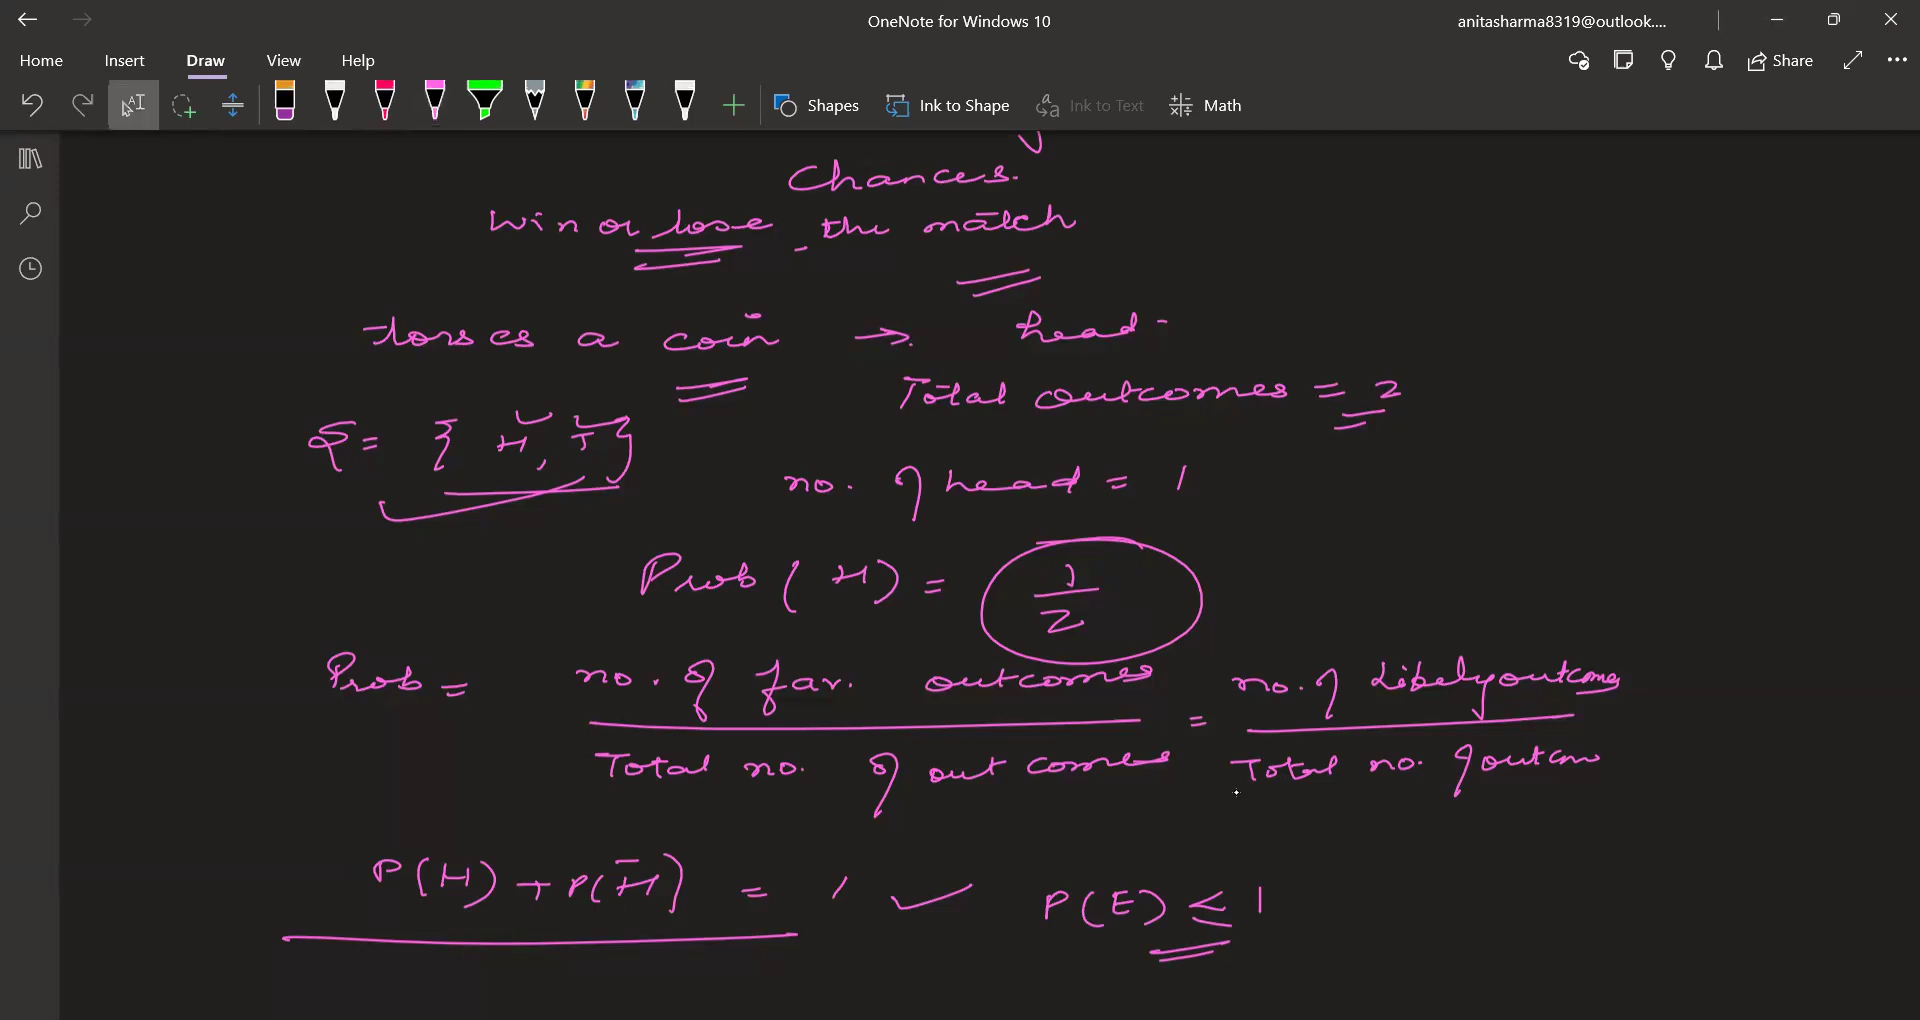 OneNote for Windows 10
anitasharma8319@outlook....
Home Insert Draw View Help
Share
Shapes Ink to Shape Ink to Text Math
Chances.
Win or lose the match
tosses a coin → head
Total outcomes = 2
S = { H, T }
no. of head = 1
Prob ( H ) = 1/2
Prob = no. of fav. outcomes / Total no. of out comes = no. of Likely outcomes / Total no. of outcom
P(H) + P(H̄) = 1 ✓ P(E) ≤ 1